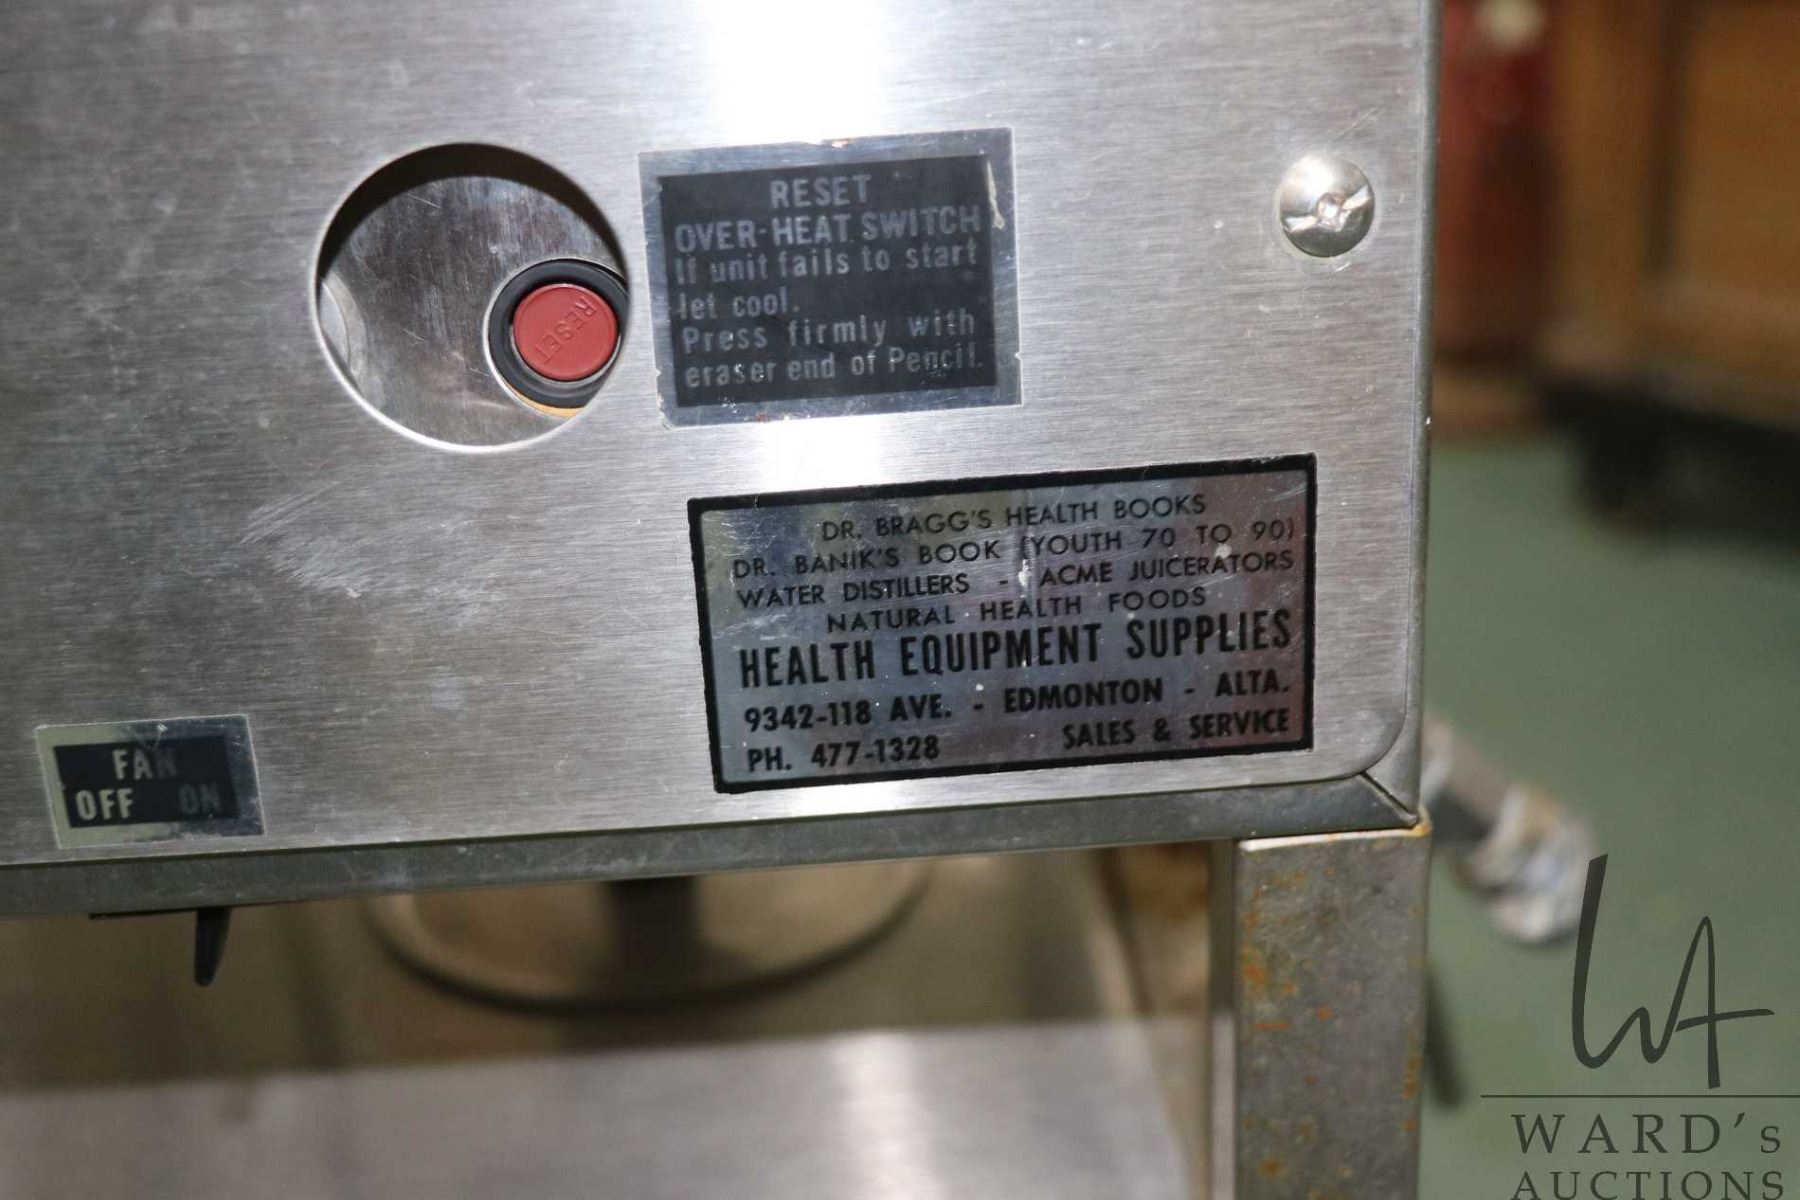 RESET
OVER-HEAT SWITCH
If unit fails to start
let cool.
Press firmly with
eraser end of Pencil.
RESET
DR. BRAGG'S HEALTH BOOKS
DR. BANIK'S BOOK (YOUTH 70 TO 90)
WATER DISTILLERS - ACME JUICERATORS
NATURAL HEALTH FOODS
HEALTH EQUIPMENT SUPPLIES
9342-118 AVE. - EDMONTON - ALTA.
PH. 477-1328 SALES & SERVICE
FAN
OFF ON
WA
WARD's
AUCTIONS